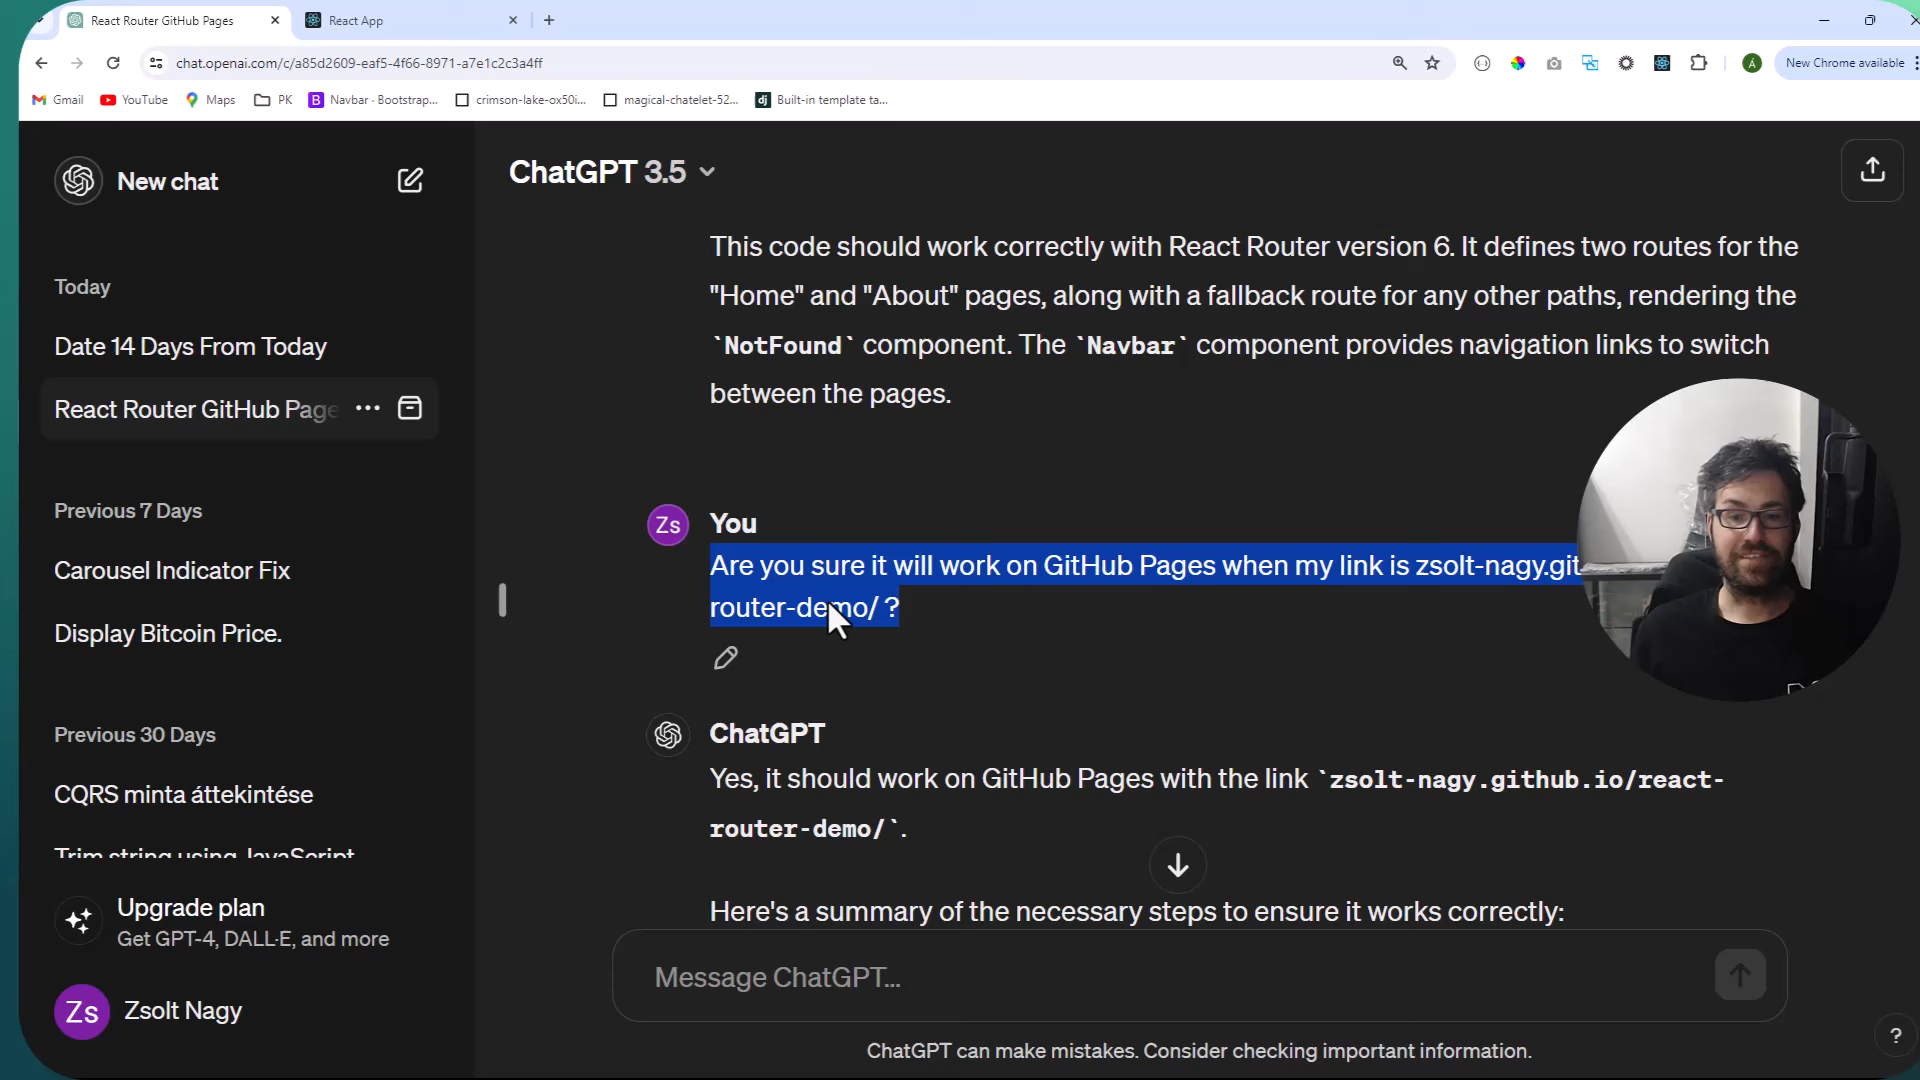 React Router GitHub Pages
React App
chat.openai.com/c/a85d2609-eaf5-4f66-8971-a7e1c2c3a4ff
New Chrome available
Gmail
YouTube
Maps
PK
Navbar · Bootstrap...
crimson-lake-ox50i...
magical-chatelet-52...
dj
Built-in template ta...
New chat
Today
Date 14 Days From Today
React Router GitHub Page
Previous 7 Days
Carousel Indicator Fix
Display Bitcoin Price.
Previous 30 Days
CQRS minta áttekintése
Trim string using JavaScript
Upgrade plan
Get GPT-4, DALL·E, and more
Zs
Zsolt Nagy
ChatGPT 3.5
This code should work correctly with React Router version 6. It defines two routes for the
"Home" and "About" pages, along with a fallback route for any other paths, rendering the
`NotFound` component. The `Navbar` component provides navigation links to switch
between the pages.
Zs
You
Are you sure it will work on GitHub Pages when my link is zsolt-nagy.git
router-demo/ ?
ChatGPT
Yes, it should work on GitHub Pages with the link `zsolt-nagy.github.io/react-
router-demo/`.
Here's a summary of the necessary steps to ensure it works correctly:
Message ChatGPT...
ChatGPT can make mistakes. Consider checking important information.
?